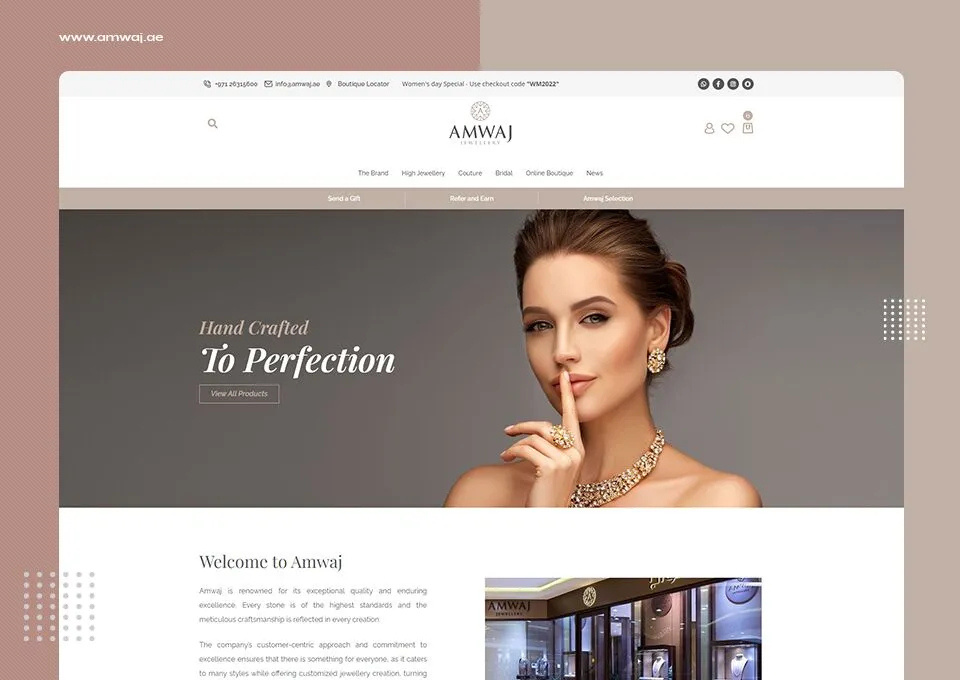 www.amwaj.ae
+971 26315600 info@amwaj.ae Boutique Locator Women's day Special - Use checkout code "WM2022"
AMWAJ
JEWELLERY
0
The Brand High Jewellery Couture Bridal Online Boutique News
Send a Gift Refer and Earn Amwaj Selection
Hand Crafted
To Perfection
View All Products
Welcome to Amwaj
Amwaj is renowned for its exceptional quality and enduring
excellence. Every stone is of the highest standards and the
meticulous craftsmanship is reflected in every creation
The company's customer-centric approach and commitment to
excellence ensures that there is something for everyone, as it caters
to many styles while offering customized jewellery creation, turning
AMWAJ
JEWELLERY